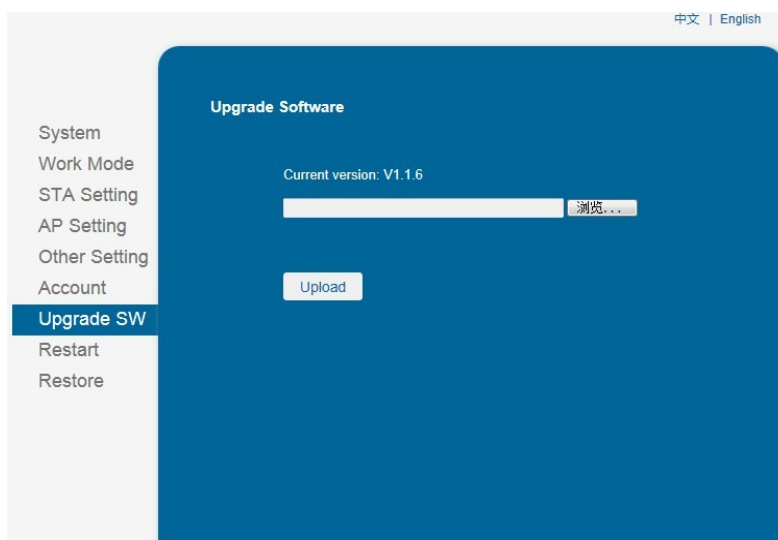 中文 | English
Upgrade Software
System
Work Mode
STA Setting
AP Setting
Other Setting
Account
Upgrade SW
Restart
Restore
Current version: V1.1.6
浏览...
Upload